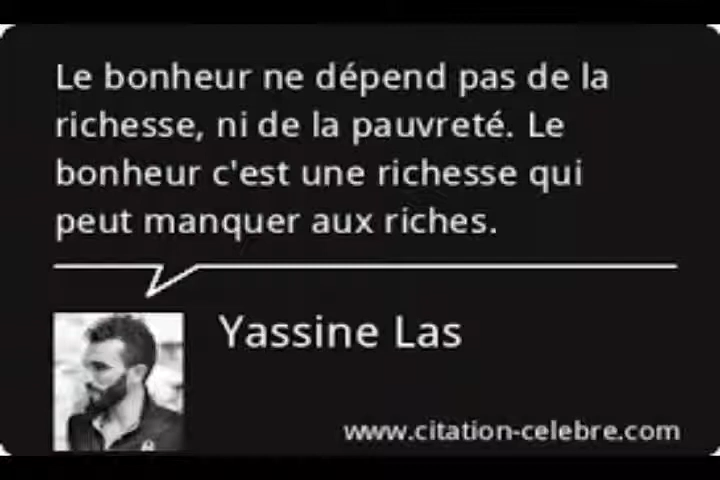 Le bonheur ne dépend pas de la
richesse, ni de la pauvreté. Le
bonheur c'est une richesse qui
peut manquer aux riches.
Yassine Las
www.citation-celebre.com